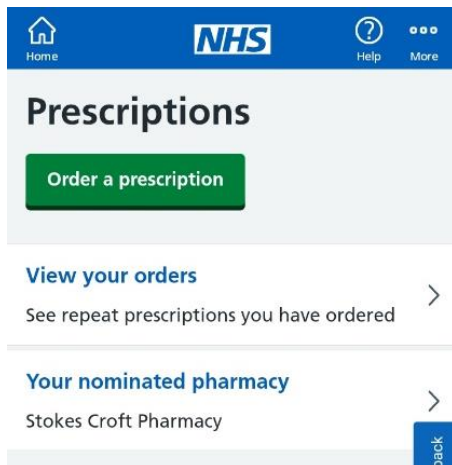 NHS
Home
Help
More
Prescriptions
Order a prescription
View your orders
See repeat prescriptions you have ordered
Your nominated pharmacy
Stokes Croft Pharmacy